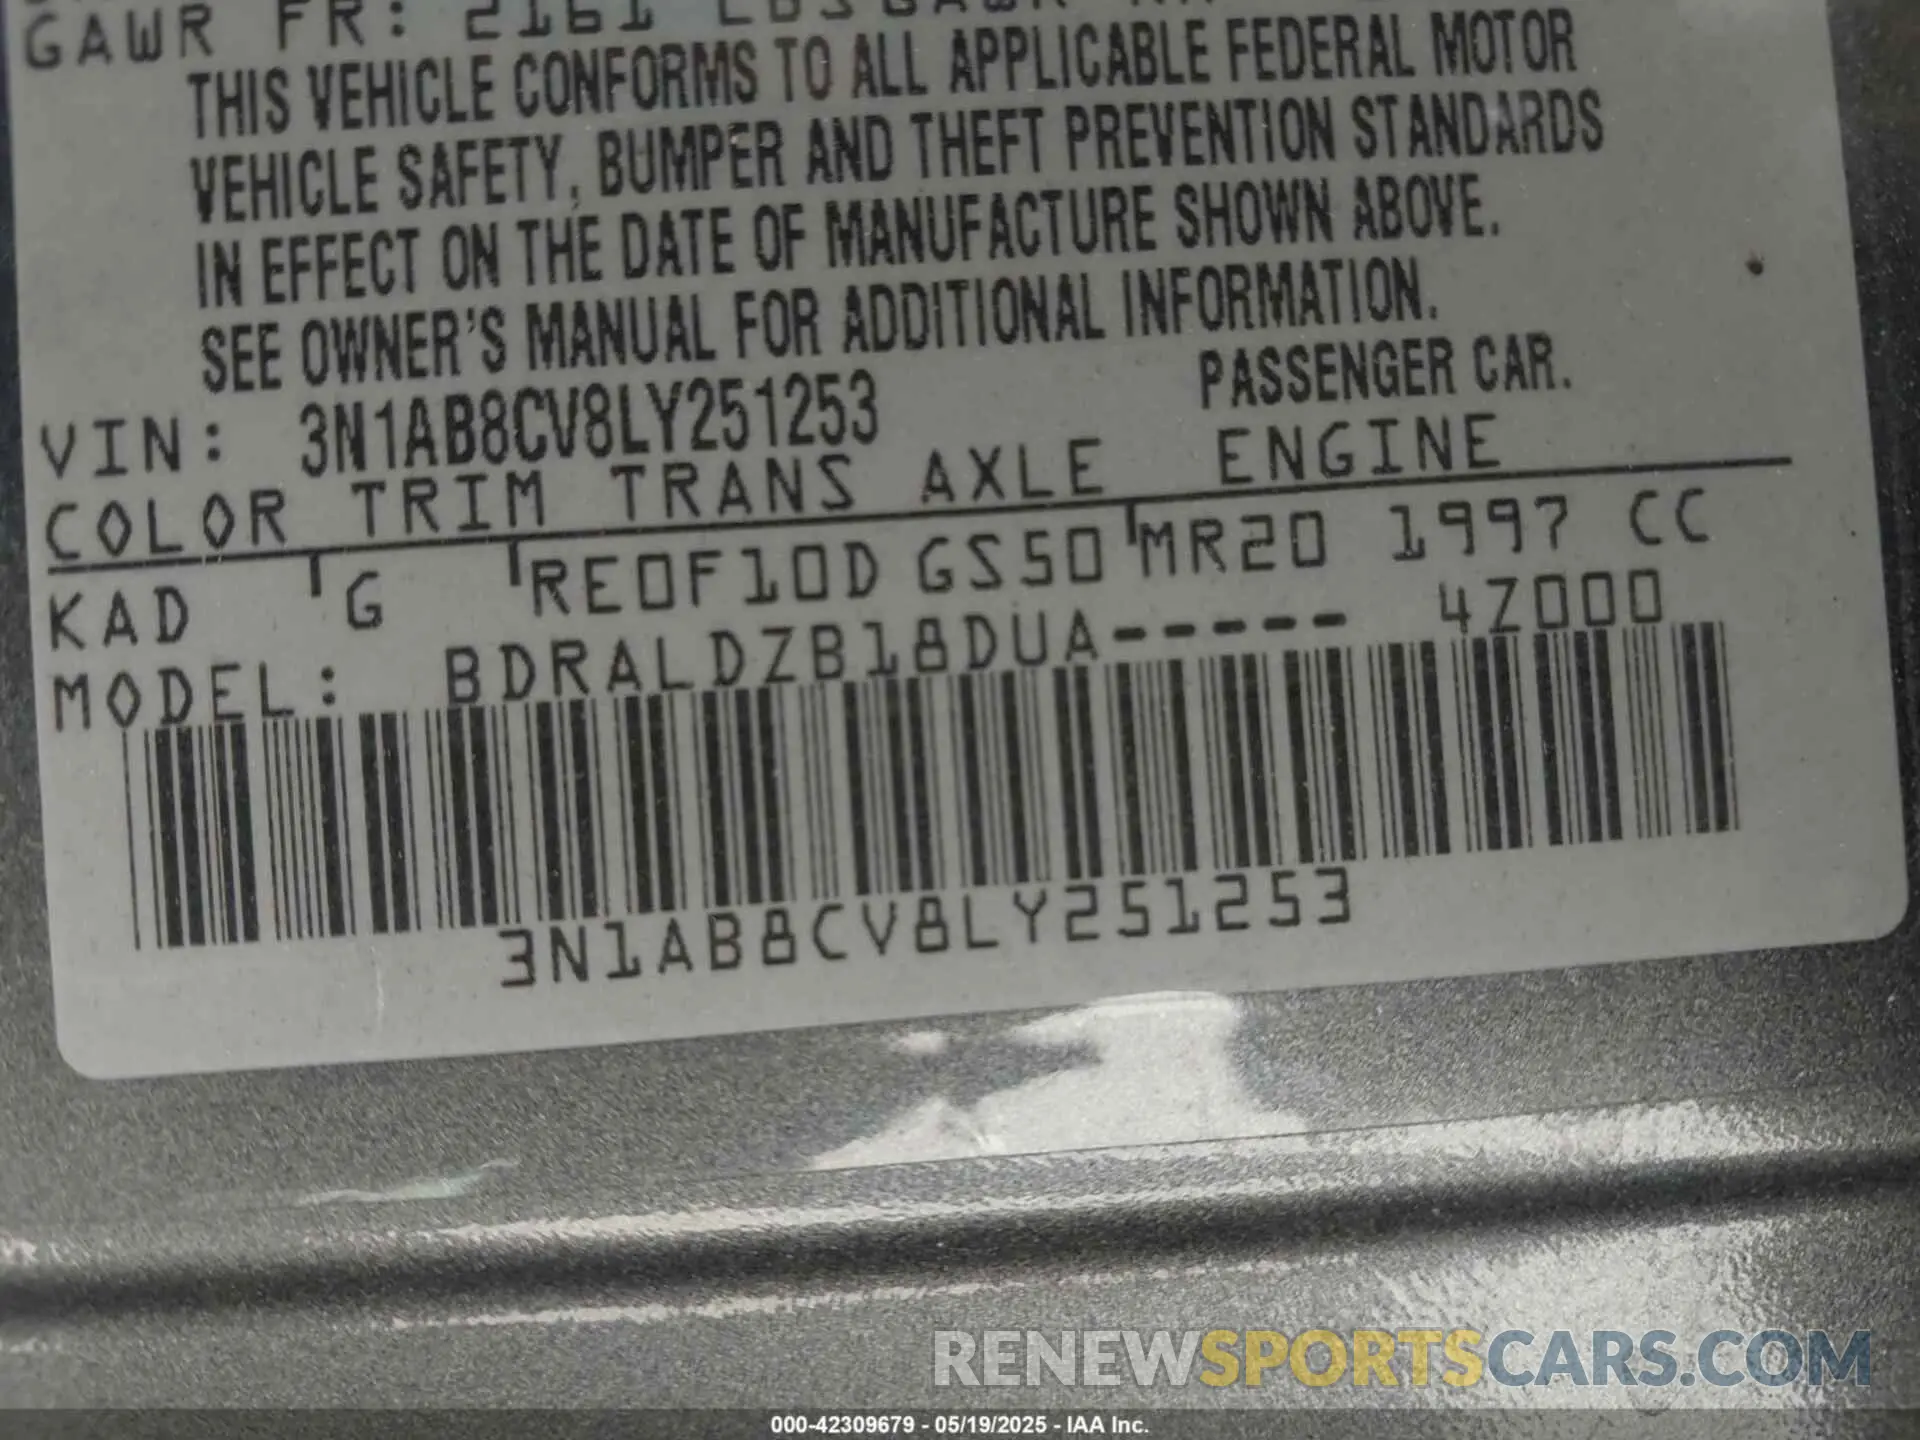 GAWR FR: 2161 LBS GAWR
THIS VEHICLE CONFORMS TO ALL APPLICABLE FEDERAL MOTOR
VEHICLE SAFETY, BUMPER AND THEFT PREVENTION STANDARDS
IN EFFECT ON THE DATE OF MANUFACTURE SHOWN ABOVE.
SEE OWNER'S MANUAL FOR ADDITIONAL INFORMATION.
VIN: 3N1AB8CV8LY251253 PASSENGER CAR.
COLOR TRIM TRANS AXLE ENGINE
KAD G RE0F10D GS50 MR20 1997 CC
MODEL: BDRALDZB18DUA----- 4Z000
3N1AB8CV8LY251253
RENEWSPORTSCARS.COM
000-42309679 - 05/19/2025 - IAA Inc.